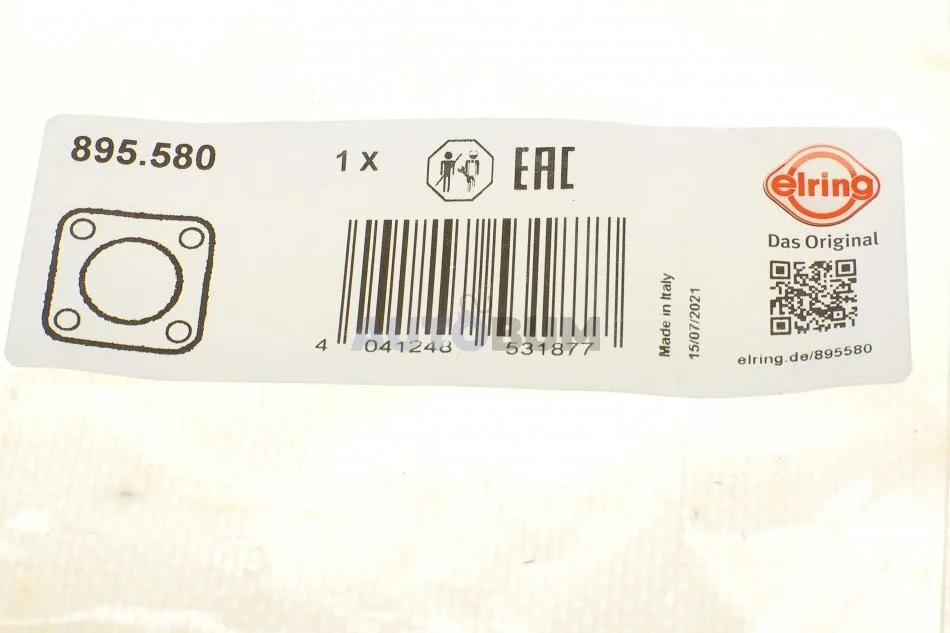 895.580
1 X
EAC
elring
Das Original
4 041248 531877
AUTOBUM
Made in Italy
15/07/2021
elring.de/895580